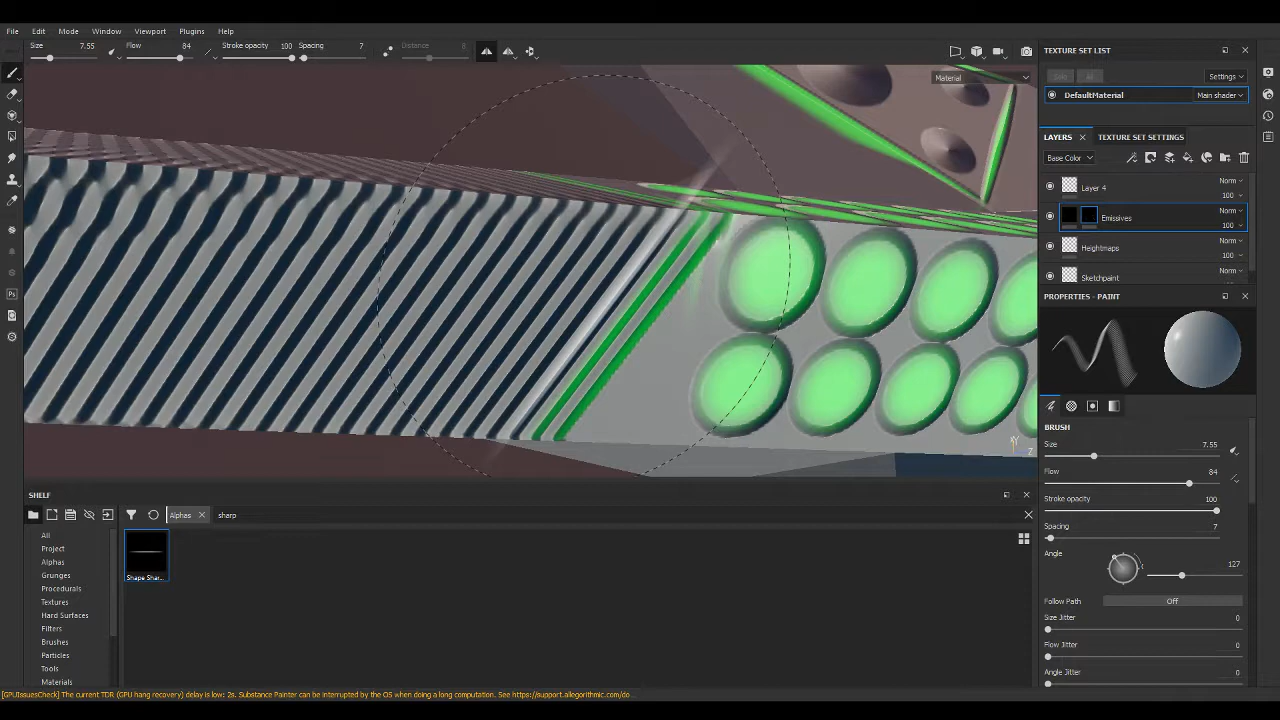 File Edit Mode Window Viewport Plugins Help
Size 7.55 Flow 84 Stroke opacity 100 Spacing 7 Distance 8
Material
TEXTURE SET LIST
Settings
DefaultMaterial Main shader
LAYERS TEXTURE SET SETTINGS
Base Color
Layer 4 Norm 100
Emissives Norm 100
Heightmaps Norm 100
Sketchpaint Norm
PROPERTIES - PAINT
BRUSH
Size 7.55
Flow 84
Stroke opacity 100
Spacing 7
Angle 127
Follow Path Off
Size Jitter 0
Flow Jitter 0
Angle Jitter 0
Y
Z
SHELF
Alphas sharp
All
Project
Alphas
Grunges
Procedurals
Textures
Hard Surfaces
Filters
Brushes
Particles
Tools
Materials
Shape Shar...
Ps
[GPUIssuesCheck] The current TDR (GPU hang recovery) delay is low: 2s. Substance Painter can be interrupted by the OS when doing a long computation. See https://support.allegorithmic.com/do...